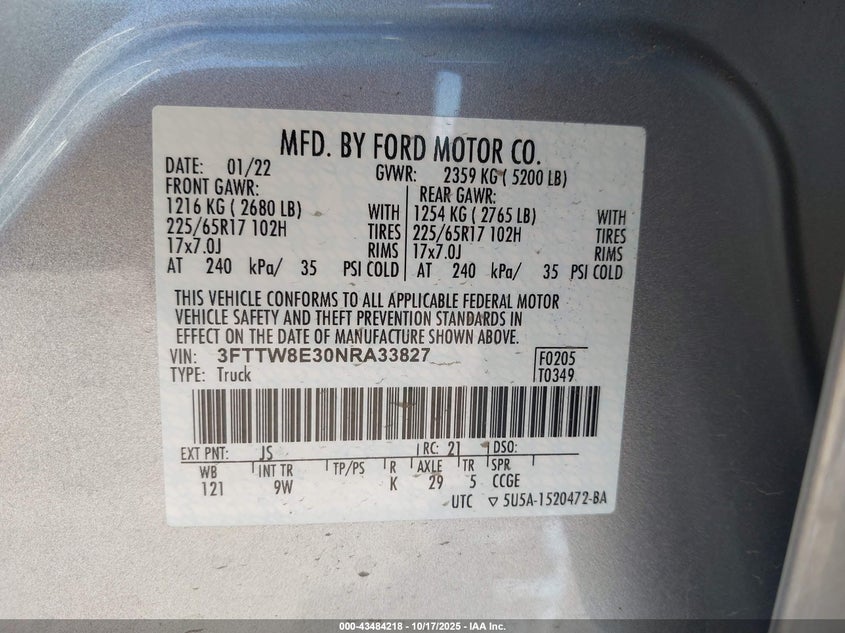 MFD. BY FORD MOTOR CO.
DATE: 01/22 GVWR: 2359 KG ( 5200 LB)
FRONT GAWR: REAR GAWR:
1216 KG ( 2680 LB) WITH 1254 KG ( 2765 LB) WITH
225/65R17 102H TIRES 225/65R17 102H TIRES
17x7.0J RIMS 17x7.0J RIMS
AT 240 kPa/ 35 PSI COLD AT 240 kPa/ 35 PSI COLD
THIS VEHICLE CONFORMS TO ALL APPLICABLE FEDERAL MOTOR
VEHICLE SAFETY AND THEFT PREVENTION STANDARDS IN
EFFECT ON THE DATE OF MANUFACTURE SHOWN ABOVE.
VIN: 3FTTW8E30NRA33827 F0205
TYPE: Truck T0349
EXT PNT: JS RC: 21 DSO:
WB INT TR TP/PS R AXLE TR SPR
121 9W K 29 5 CCGE
UTC ▽ 5U5A-1520472-BA
000-43484218 - 10/17/2025 - IAA Inc.